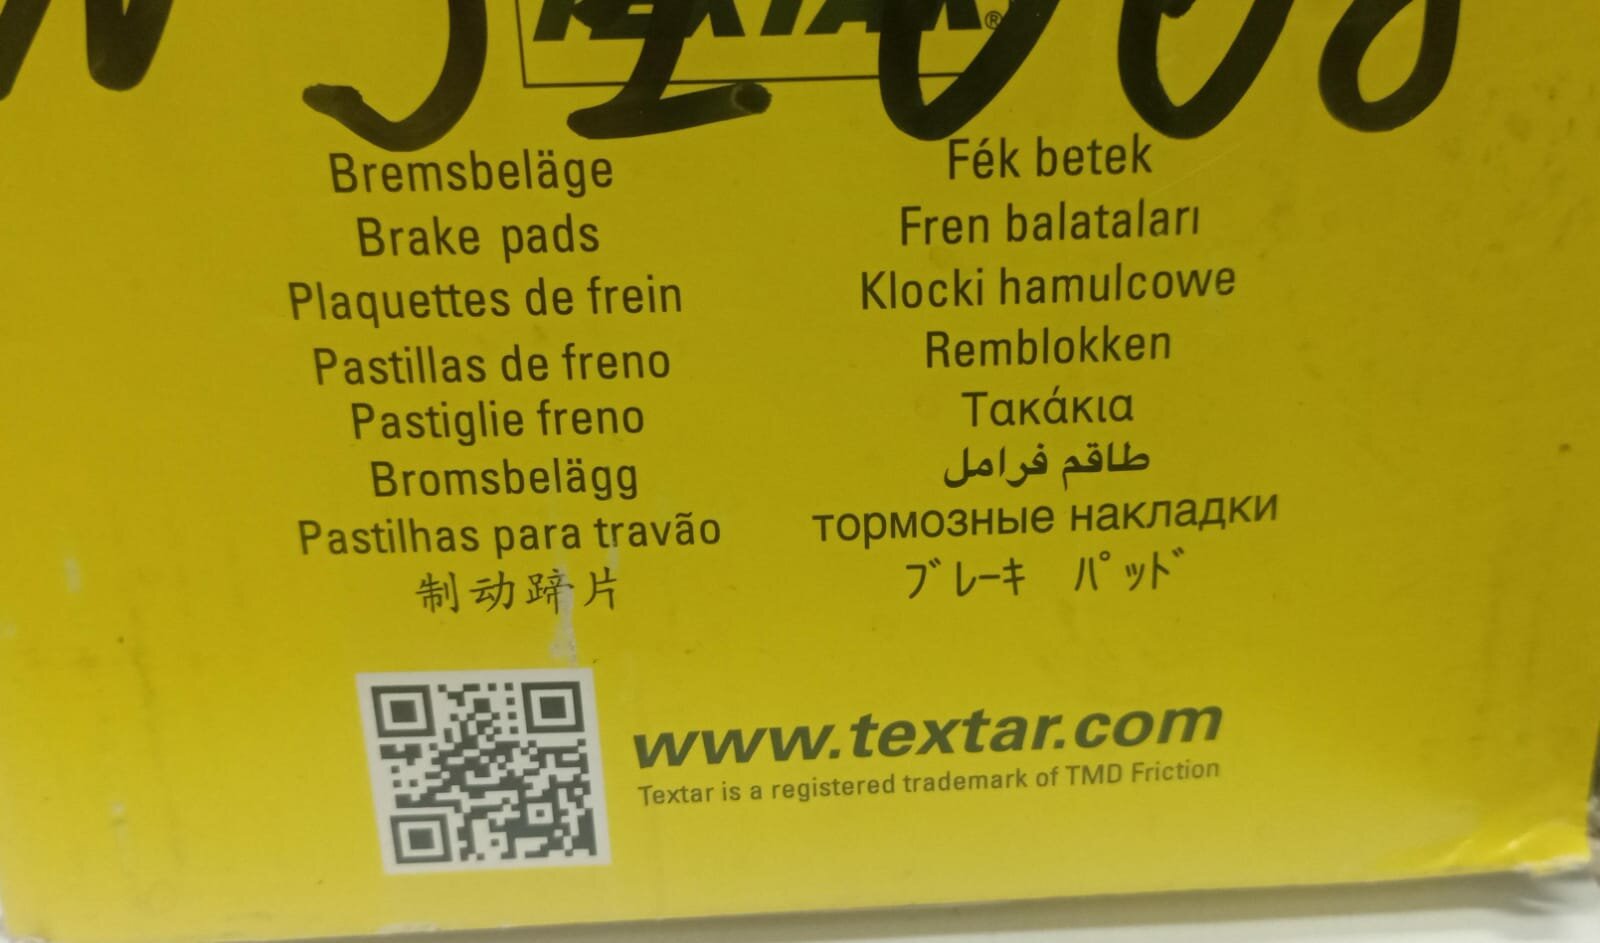 TEXTAR®
Bremsbeläge
Brake pads
Plaquettes de frein
Pastillas de freno
Pastiglie freno
Bromsbelägg
Pastilhas para travão
制动蹄片
Fék betek
Fren balataları
Klocki hamulcowe
Remblokken
Τακάκια
طاقم فرامل
тормозные накладки
ブレーキ パッド
www.textar.com
Textar is a registered trademark of TMD Friction